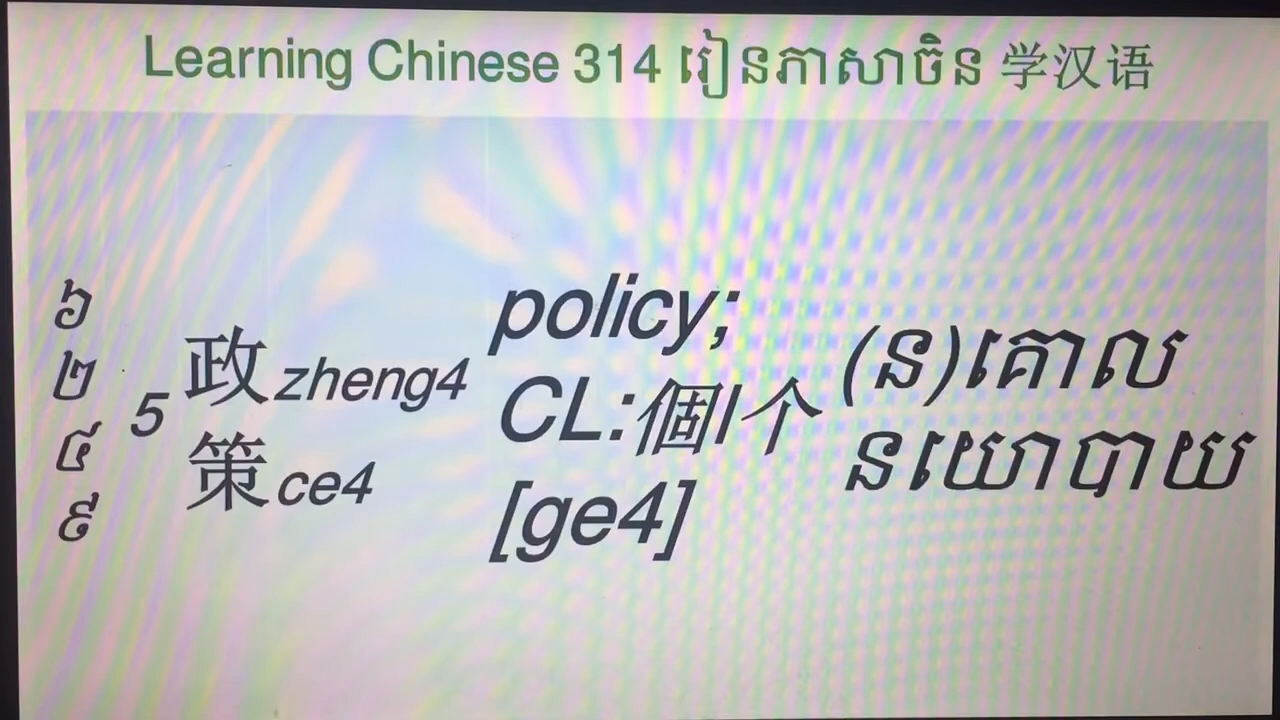 Learning Chinese 314 រៀនភាសាចិន 学汉语
៦
២
៤
៩
5
政zheng4
策ce4
policy;
CL:個|个
[ge4]
(ន)គោល
នយោបាយ